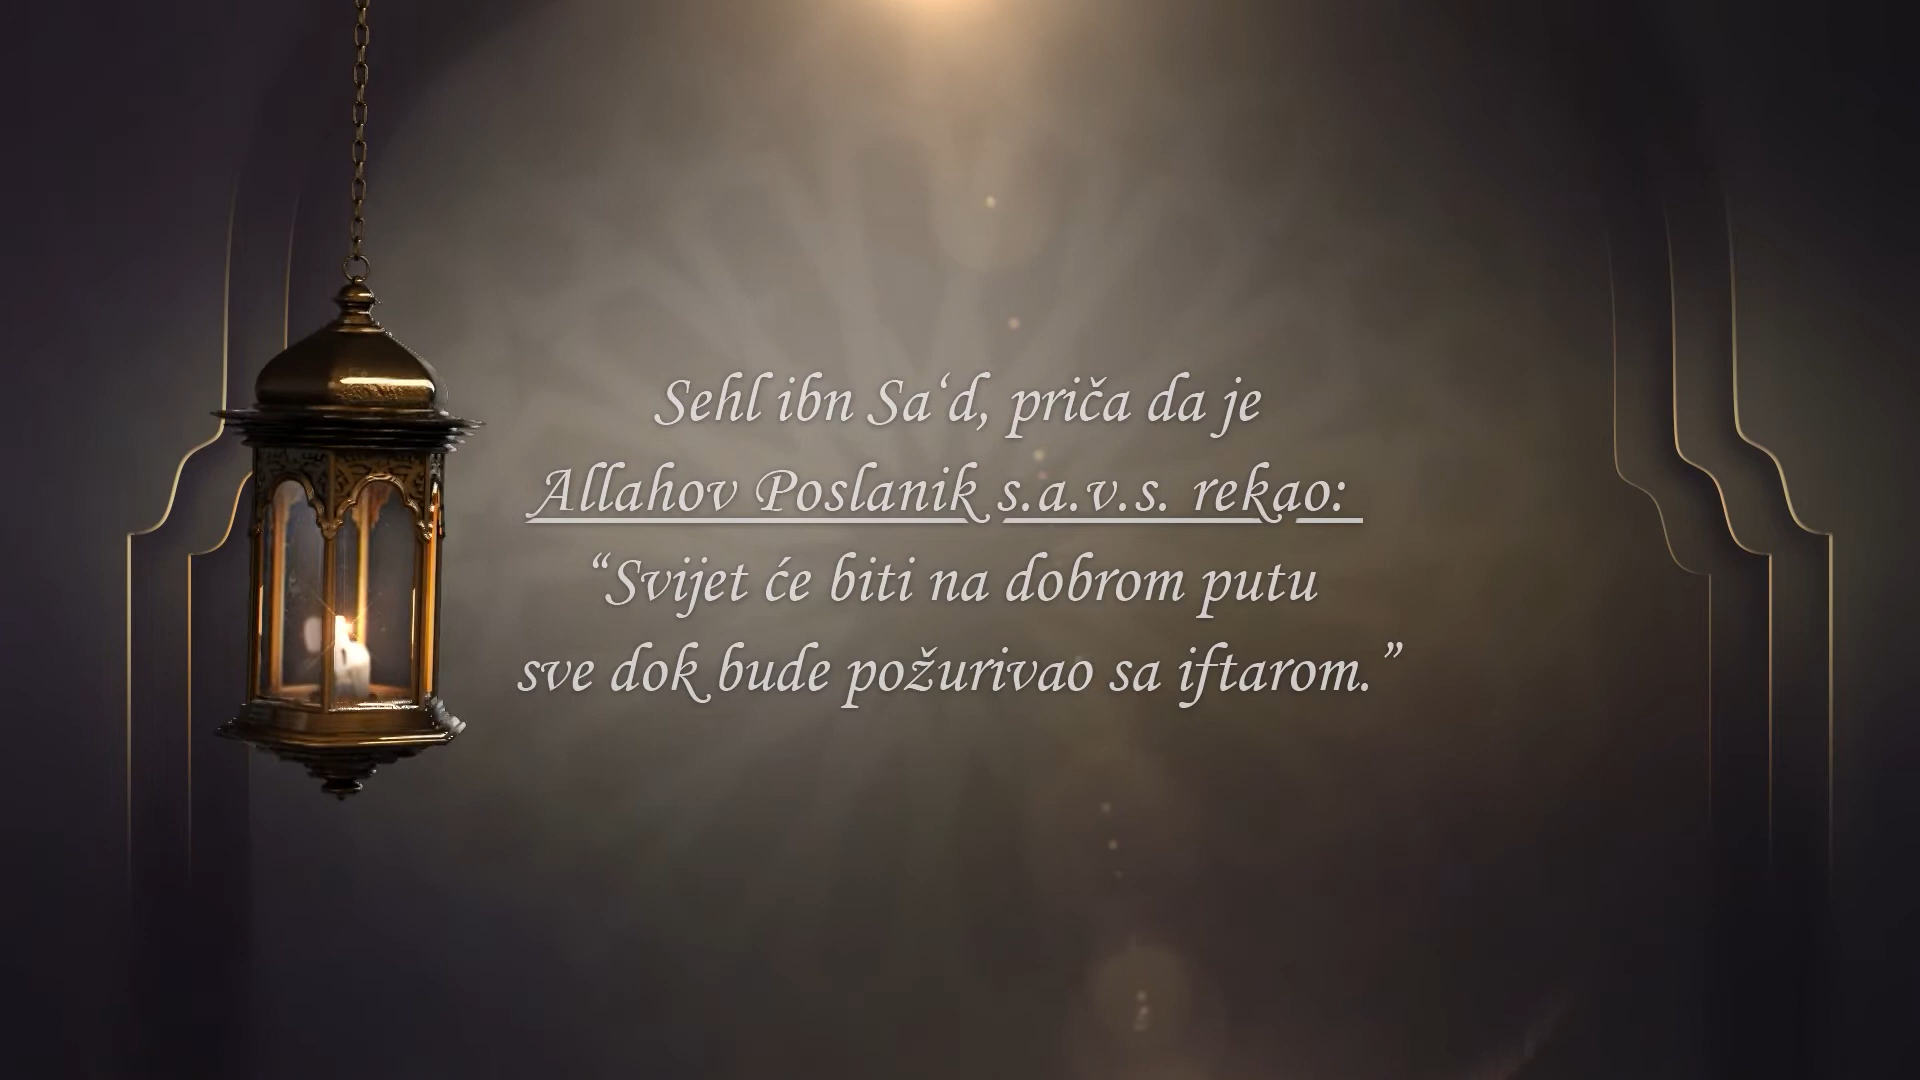 Sehl ibn Sa‘d, priča da je
Allahov Poslanik s.a.v.s. rekao:
“Svijet će biti na dobrom putu
sve dok bude požurivao sa iftarom.”